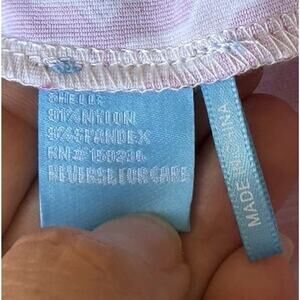 SHELL:
91% NYLON
9% SPANDEX
RN# 158236
REVERSE FOR CARE
MADE IN CHINA